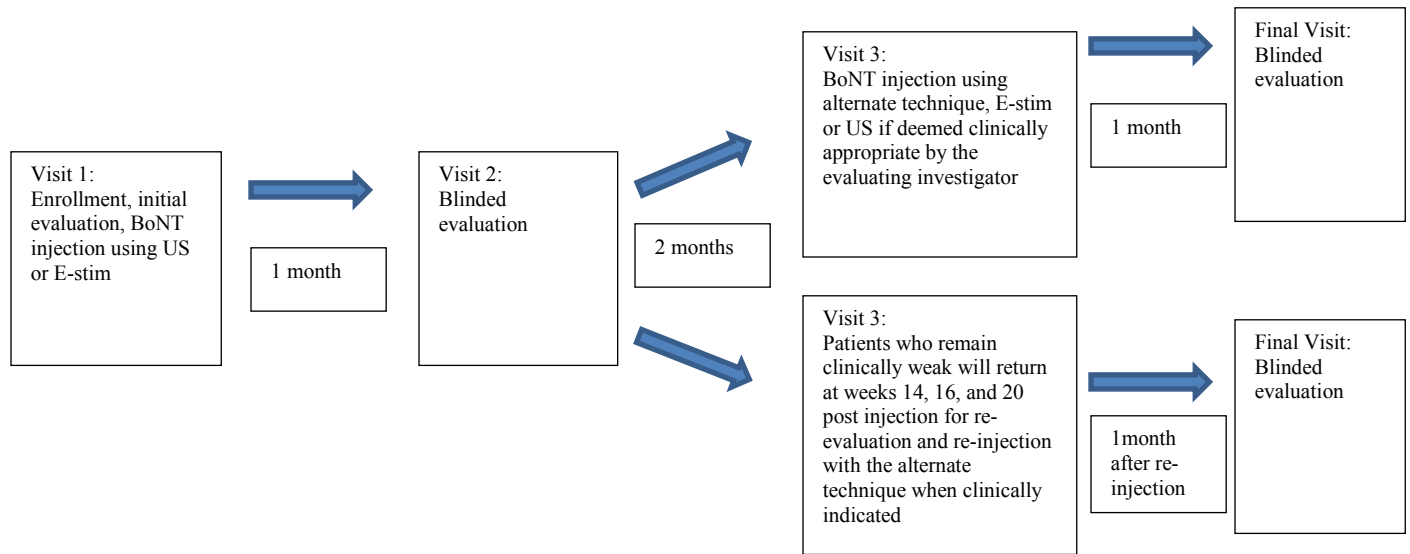 Visit 1:
Enrollment, initial
evaluation, BoNT
injection using US
or E-stim
1 month
Visit 2:
Blinded
evaluation
2 months
Visit 3:
BoNT injection using
alternate technique, E-stim
or US if deemed clinically
appropriate by the
evaluating investigator
1 month
Final Visit:
Blinded
evaluation
Visit 3:
Patients who remain
clinically weak will return
at weeks 14, 16, and 20
post injection for re-
evaluation and re-injection
with the alternate
technique when clinically
indicated
1month
after re-
injection
Final Visit:
Blinded
evaluation